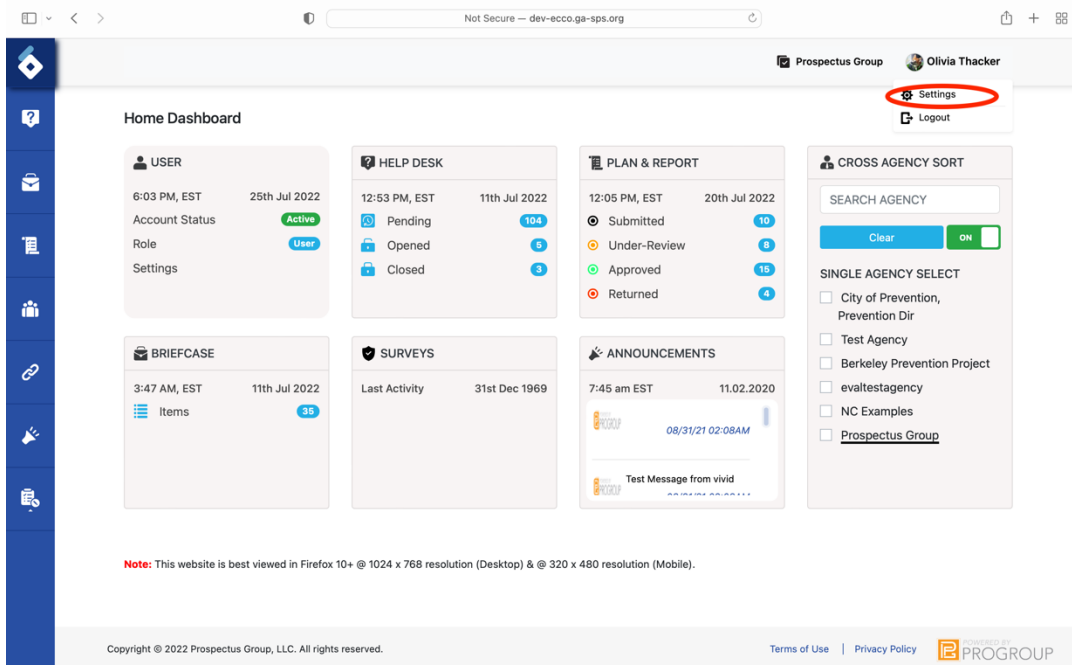 Not Secure — dev-ecco.ga-sps.org
Prospectus Group
Olivia Thacker
Settings
Logout
Home Dashboard
USER
6:03 PM, EST 25th Jul 2022
Account Status Active
Role User
Settings
HELP DESK
12:53 PM, EST 11th Jul 2022
Pending 104
Opened 5
Closed 3
PLAN & REPORT
12:05 PM, EST 20th Jul 2022
Submitted 10
Under-Review 8
Approved 15
Returned 4
CROSS AGENCY SORT
SEARCH AGENCY
Clear ON
SINGLE AGENCY SELECT
City of Prevention,
Prevention Dir
Test Agency
Berkeley Prevention Project
evaltestagency
NC Examples
Prospectus Group
BRIEFCASE
3:47 AM, EST 11th Jul 2022
Items 35
SURVEYS
Last Activity 31st Dec 1969
ANNOUNCEMENTS
7:45 am EST 11.02.2020
PROGROUP
08/31/21 02:08AM
Test Message from vivid
PROGROUP
Note: This website is best viewed in Firefox 10+ @ 1024 x 768 resolution (Desktop) & @ 320 x 480 resolution (Mobile).
Copyright © 2022 Prospectus Group, LLC. All rights reserved.
Terms of Use | Privacy Policy
POWERED BY
PROGROUP